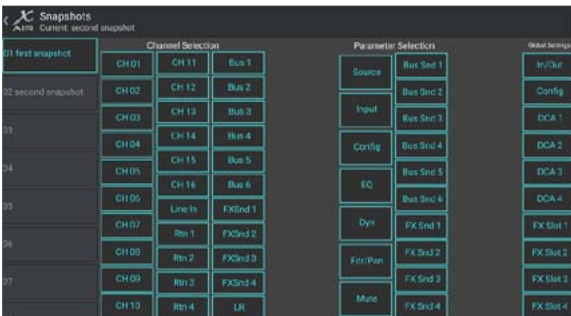 Snapshots
X AIR Current: second snapshot
Channel Selection
Parameter Selection
Global Settings
01 first snapshot
02 second snapshot
03
04
05
06
07
CH 01
CH 02
CH 03
CH 04
CH 05
CH 06
CH 07
CH 08
CH 09
CH 10
CH 11
CH 12
CH 13
CH 14
CH 15
CH 16
Line In
Rtn 1
Rtn 2
Rtn 3
Rtn 4
Bus 1
Bus 2
Bus 3
Bus 4
Bus 5
Bus 6
FXSnd 1
FXSnd 2
FXSnd 3
FXSnd 4
LR
Source
Input
Config
EQ
Dyn
Fdr/Pan
Mute
Bus Snd 1
Bus Snd 2
Bus Snd 3
Bus Snd 4
Bus Snd 5
Bus Snd 6
FX Snd 1
FX Snd 2
FX Snd 3
FX Snd 4
In/Out
Config
DCA 1
DCA 2
DCA 3
DCA 4
FX Slot 1
FX Slot 2
FX Slot 3
FX Slot 4